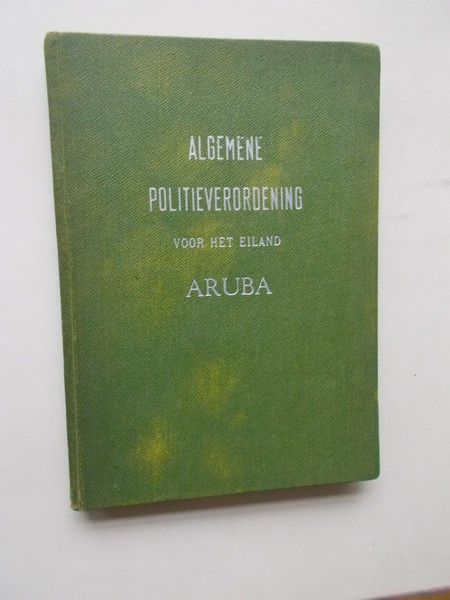 ALGEMENE
POLITIEVERORDENING
VOOR HET EILAND
ARUBA